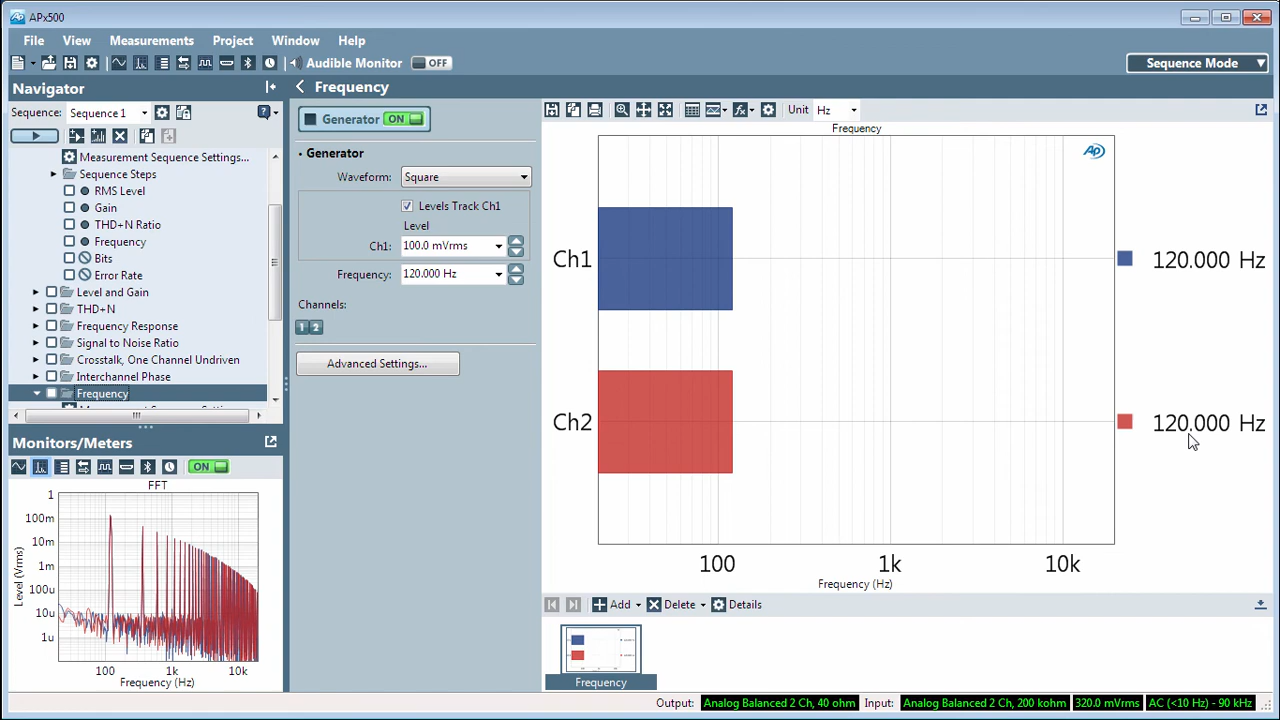 APx500
File View Measurements Project Window Help
Audible Monitor OFF
Sequence Mode
Navigator
Sequence: Sequence 1
Measurement Sequence Settings...
Sequence Steps
RMS Level
Gain
THD+N Ratio
Frequency
Bits
Error Rate
Level and Gain
THD+N
Frequency Response
Signal to Noise Ratio
Crosstalk, One Channel Undriven
Interchannel Phase
Frequency
Monitors/Meters
ON
FFT
Level (Vrms)
1
100m
10m
1m
100u
10u
1u
100 1k 10k
Frequency (Hz)
Frequency
Generator ON
Generator
Waveform: Square
Levels Track Ch1
Level
Ch1: 100.0 mVrms
Frequency: 120.000 Hz
Channels:
1 2
Advanced Settings...
Unit Hz
Frequency
Ap
Ch1
120.000 Hz
Ch2
120.000 Hz
100 1k 10k
Frequency (Hz)
Add Delete Details
Frequency
Output: Analog Balanced 2 Ch, 40 ohm Input: Analog Balanced 2 Ch, 200 kohm 320.0 mVrms AC (<10 Hz) - 90 kHz